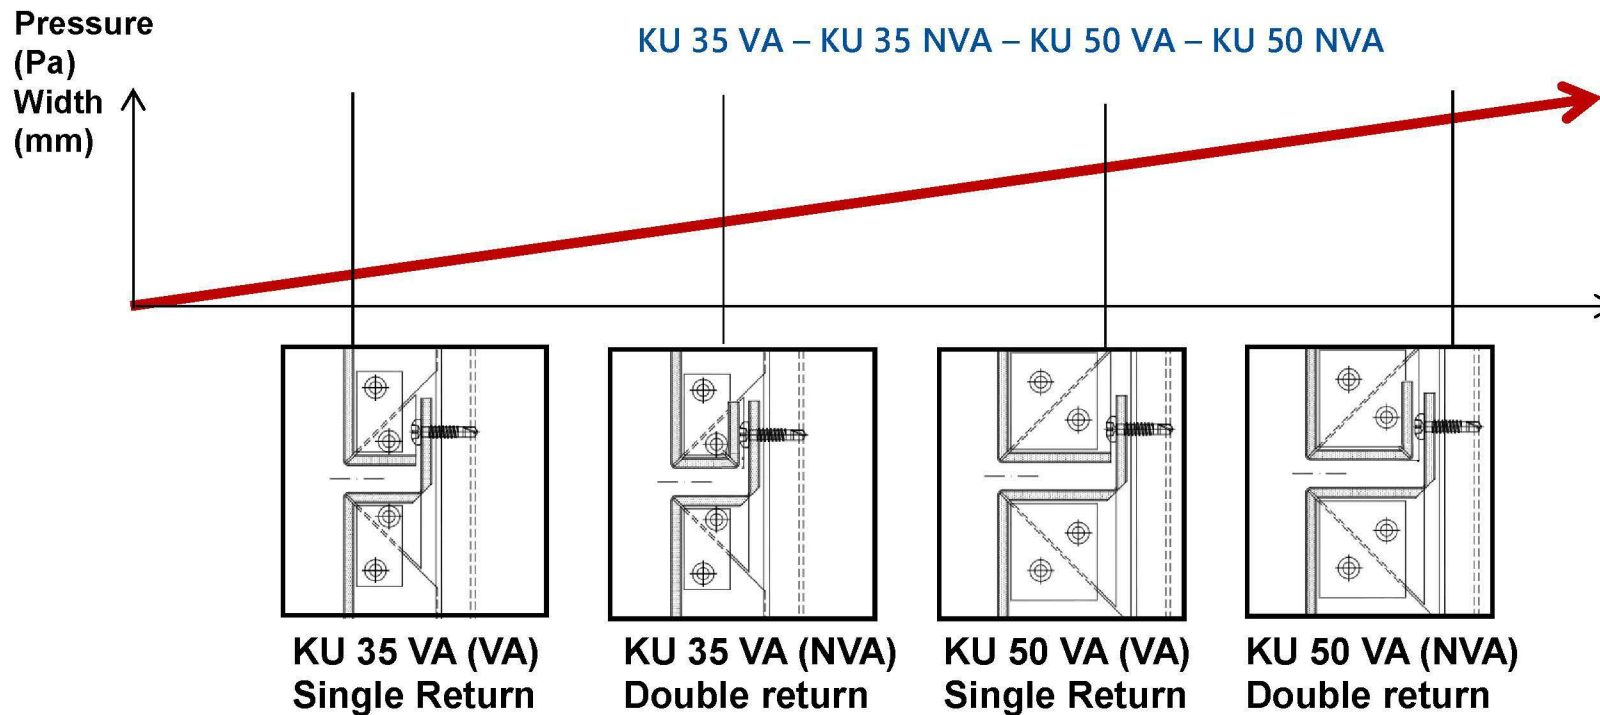 Pressure
(Pa)
Width
(mm)
KU 35 VA – KU 35 NVA – KU 50 VA – KU 50 NVA
KU 35 VA (VA)
Single Return
KU 35 VA (NVA)
Double return
KU 50 VA (VA)
Single Return
KU 50 VA (NVA)
Double return